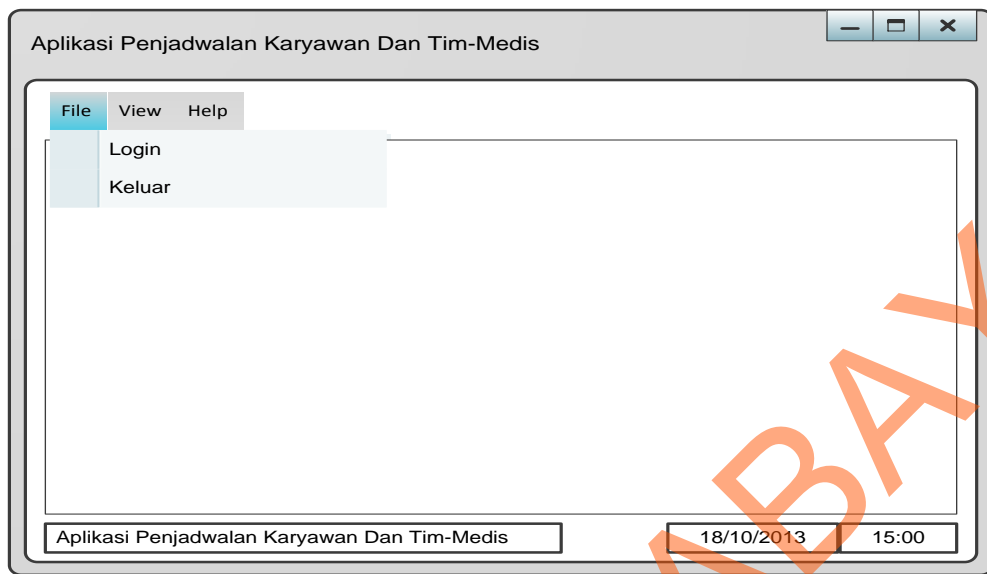 Aplikasi Penjadwalan Karyawan Dan Tim-Medis
File View Help
Login
Keluar
Aplikasi Penjadwalan Karyawan Dan Tim-Medis 18/10/2013 15:00
ABAY